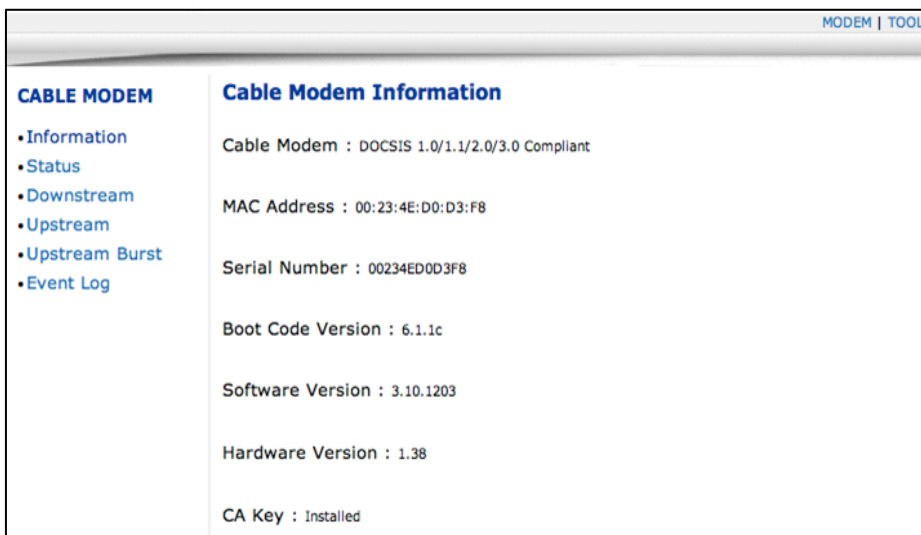 MODEM | TOOL
CABLE MODEM
•Information
•Status
•Downstream
•Upstream
•Upstream Burst
•Event Log
Cable Modem Information
Cable Modem : DOCSIS 1.0/1.1/2.0/3.0 Compliant
MAC Address : 00:23:4E:D0:D3:F8
Serial Number : 00234ED0D3F8
Boot Code Version : 6.1.1c
Software Version : 3.10.1203
Hardware Version : 1.38
CA Key : Installed